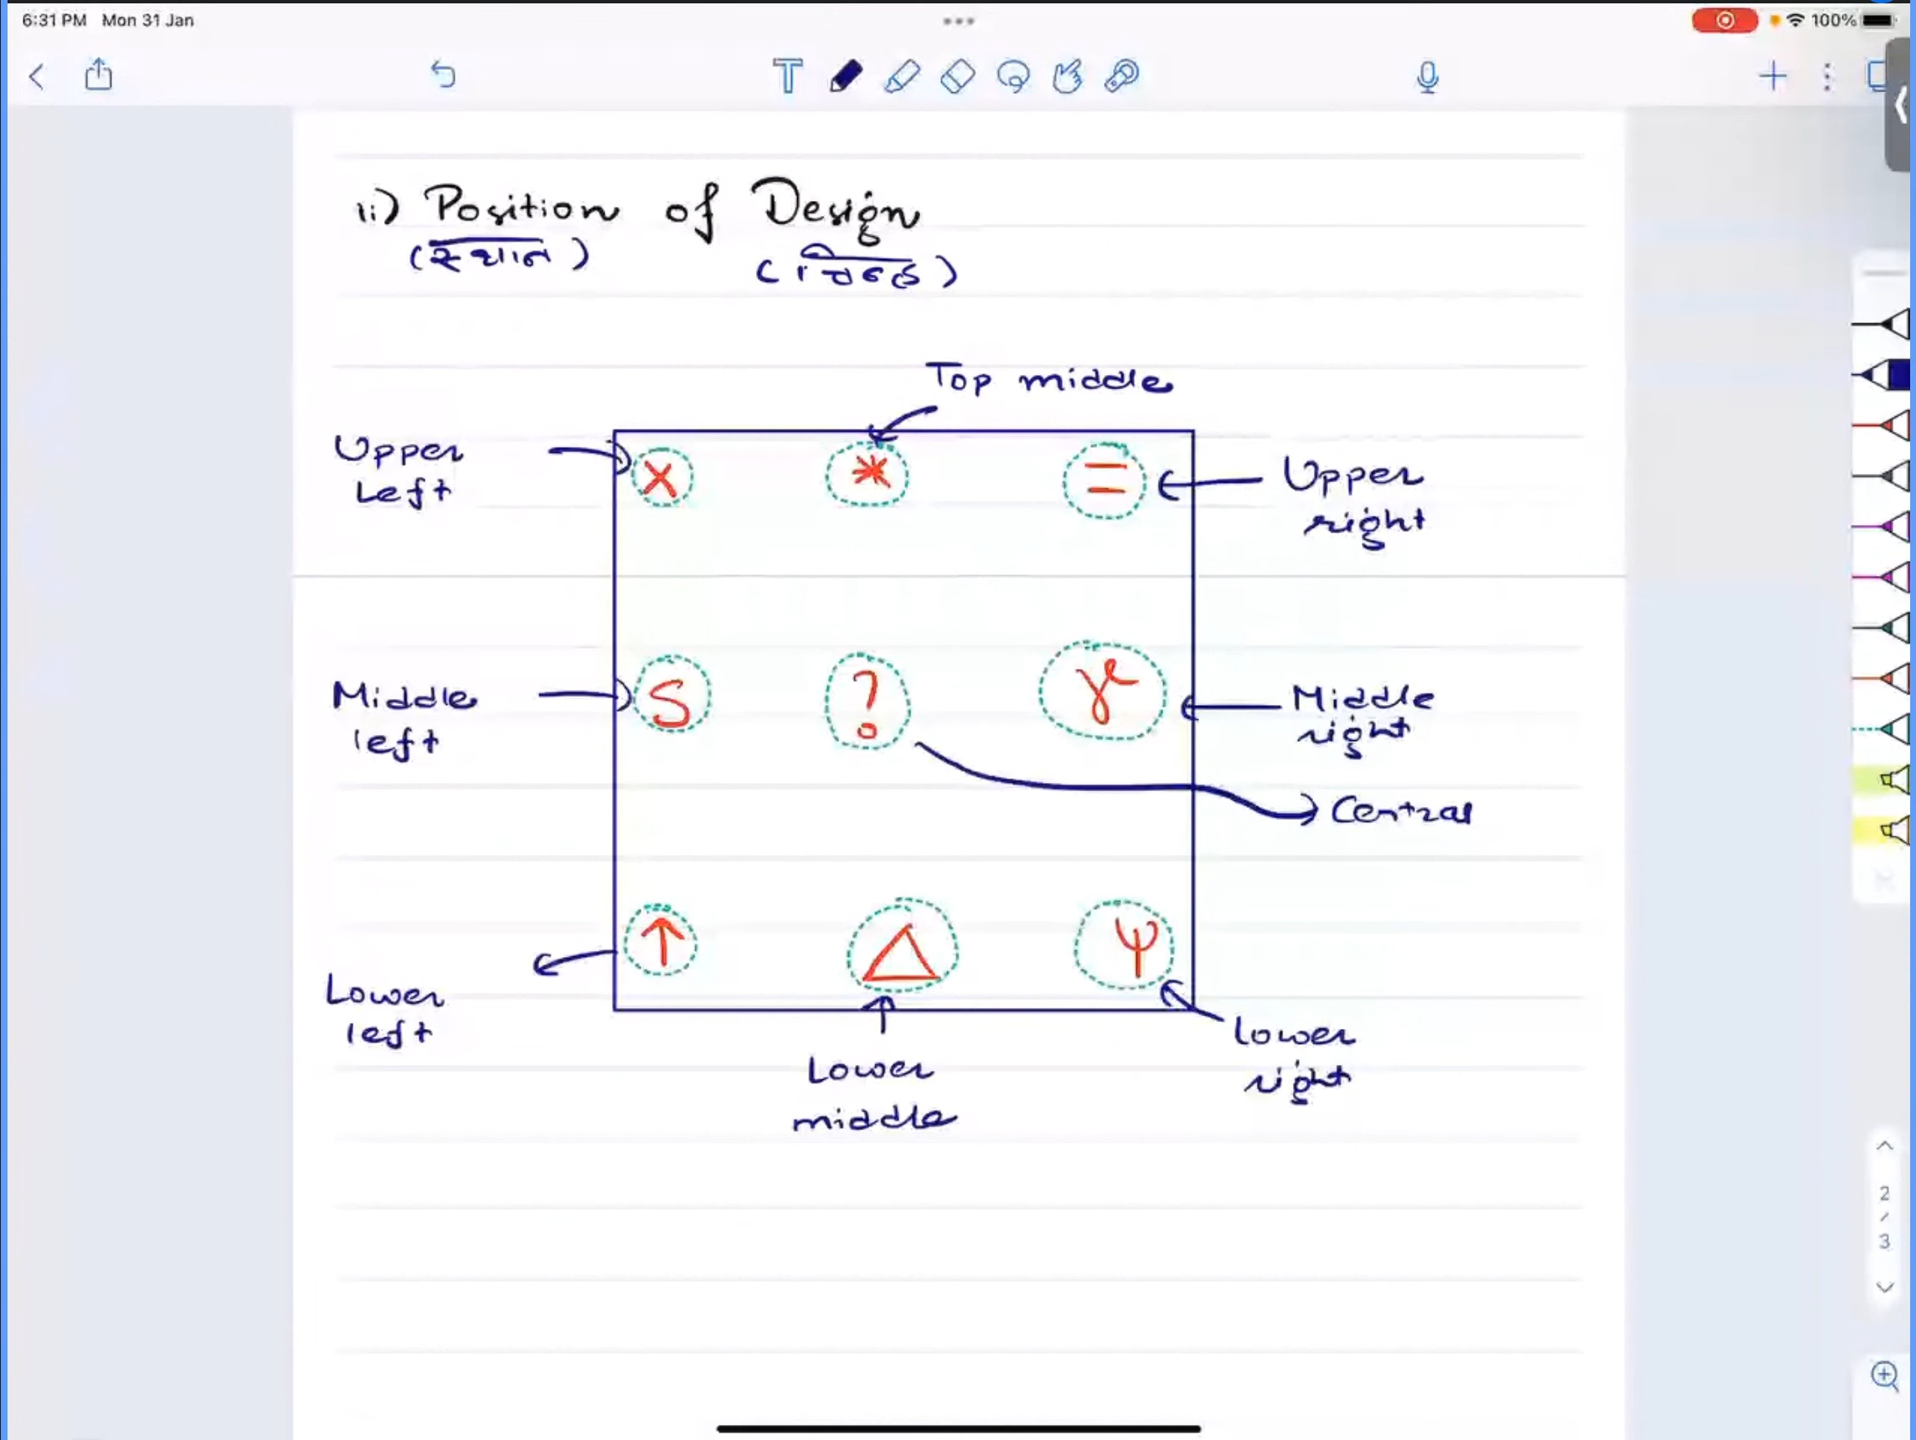 6:31 PM Mon 31 Jan
100%
ii) Position of Design
(स्थान) (चिन्ह)
Top middle
Upper
Left
×
*
=
Upper
right
Middle
left
S
?
Middle
right
Central
↑
△
Ψ
Lower
left
Lower
middle
Lower
right
2
/
3